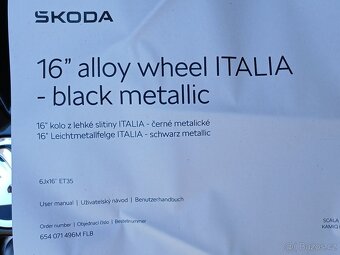 ŠKODA
16” alloy wheel ITALIA
- black metallic
16” kolo z lehké slitiny ITALIA - černé metalické
16” Leichtmetallfelge ITALIA - schwarz metallic
6Jx16” ET35
User manual | Uživatelský návod | Benutzerhandbuch
Order number | Objednací číslo | Bestellnummer
654 071 496M FL8
SCALA
KAMIQ